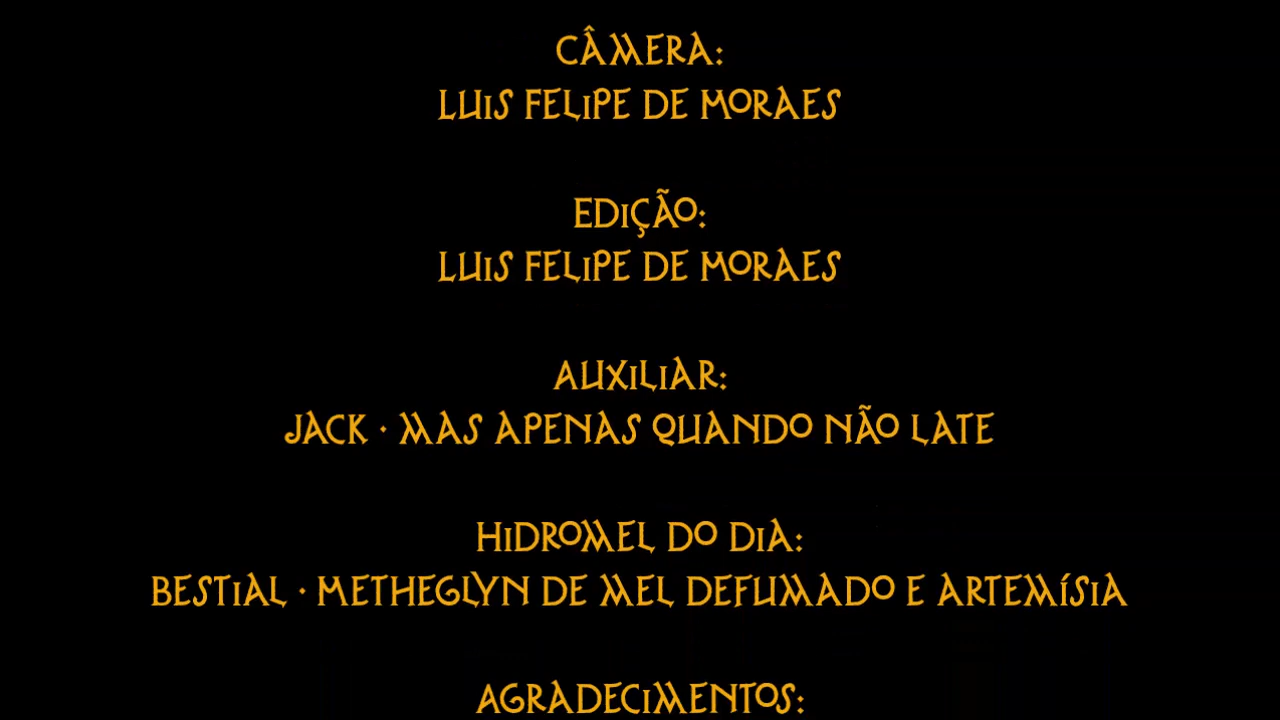 CÂMERA:
LUIS FELIPE DE MORAES
EDIÇÃO:
LUIS FELIPE DE MORAES
AUXILIAR:
JACK · MAS APENAS QUANDO NÃO LATE
HIDROMEL DO DIA:
BESTIAL · METHEGLYN DE MEL DEFUMADO E ARTEMÍSIA
AGRADECIMENTOS: